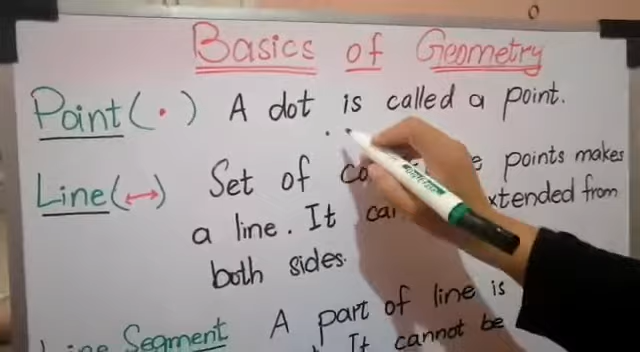 Basics of Geometry
Point (•) A dot is called a point.
Line (↔) Set of points makes
a line. It extended from
both sides.
Line Segment A part of line is
It cannot be